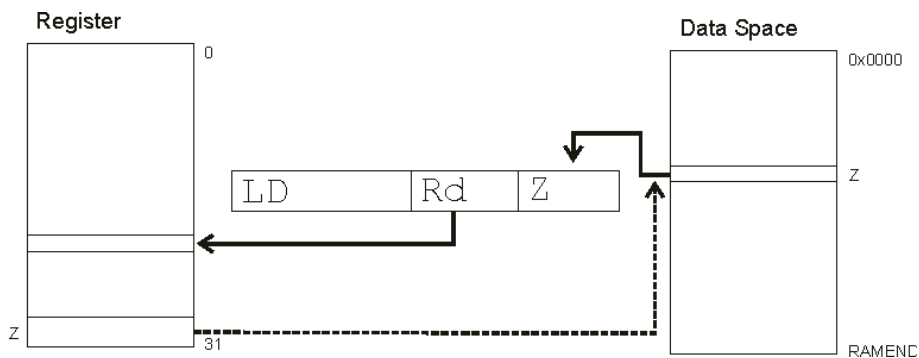 Register
Data Space
0
0x0000
LD Rd Z
Z
Z
31
RAMEND